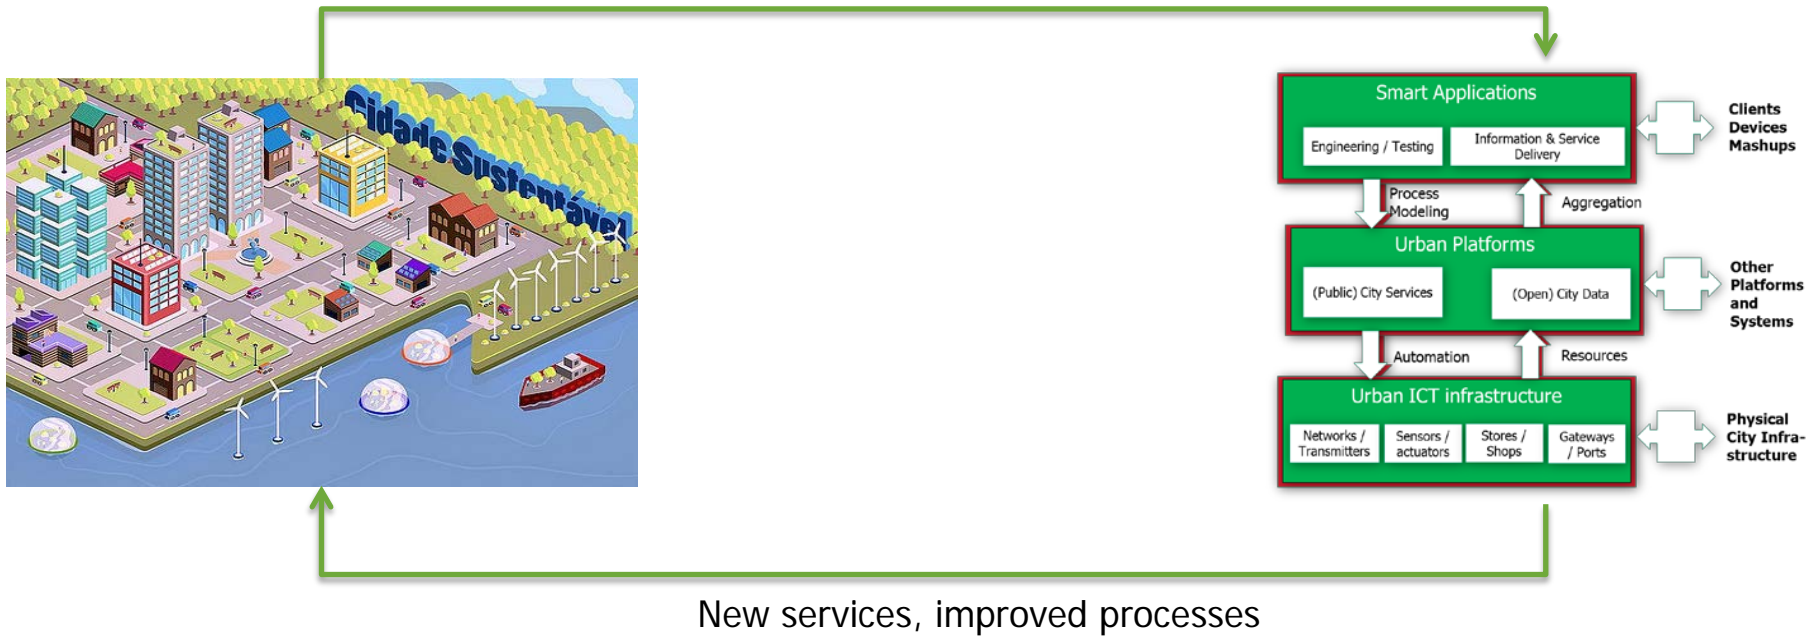 Cidade Sustentável
Smart Applications
Engineering / Testing
Information & Service
Delivery
Clients
Devices
Mashups
Process
Modeling
Aggregation
Urban Platforms
(Public) City Services
(Open) City Data
Other
Platforms
and
Systems
Automation
Resources
Urban ICT infrastructure
Networks /
Transmitters
Sensors /
actuators
Stores /
Shops
Gateways
/ Ports
Physical
City Infra-
structure
New services, improved processes